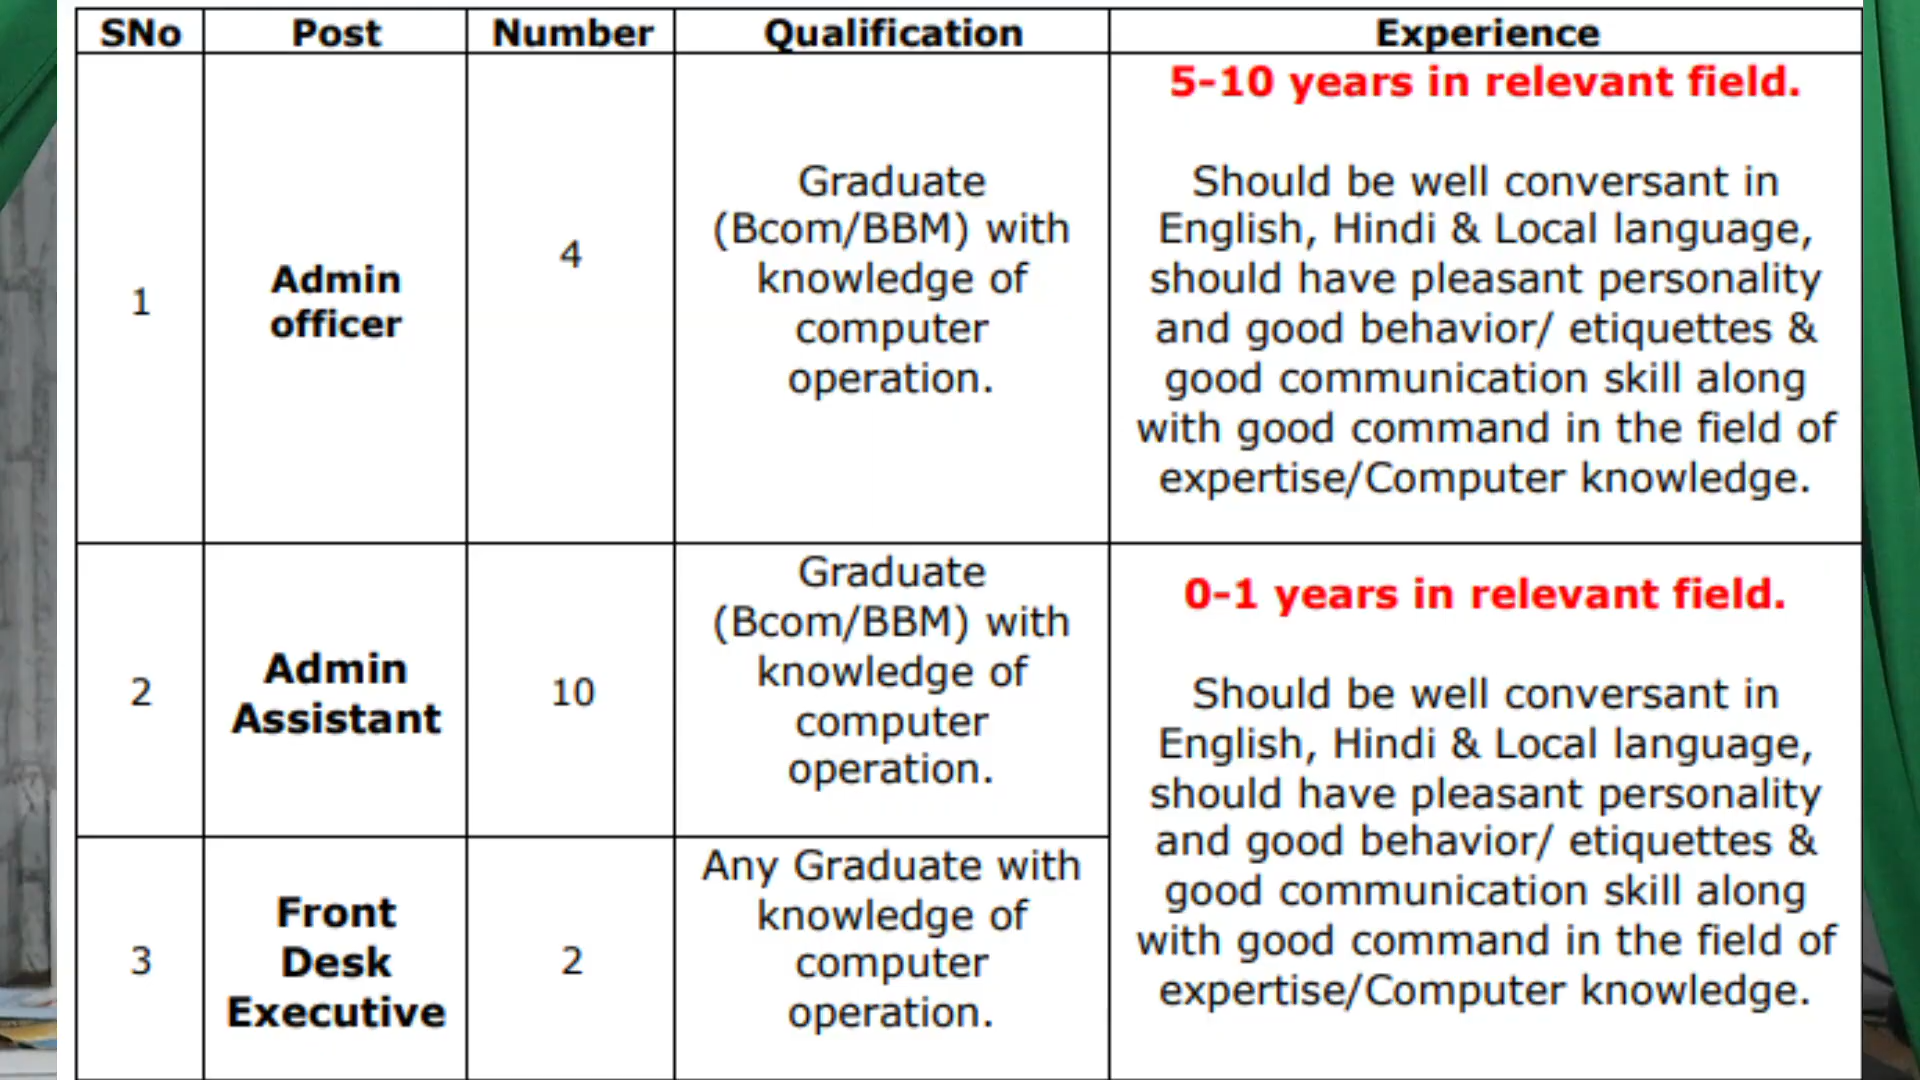 SNo Post Number Qualification Experience
1
Admin
officer
4
Graduate
(Bcom/BBM) with
knowledge of
computer
operation.
5-10 years in relevant field.
Should be well conversant in
English, Hindi & Local language,
should have pleasant personality
and good behavior/ etiquettes &
good communication skill along
with good command in the field of
expertise/Computer knowledge.
2
Admin
Assistant
10
Graduate
(Bcom/BBM) with
knowledge of
computer
operation.
0-1 years in relevant field.
Should be well conversant in
English, Hindi & Local language,
should have pleasant personality
and good behavior/ etiquettes &
good communication skill along
with good command in the field of
expertise/Computer knowledge.
3
Front
Desk
Executive
2
Any Graduate with
knowledge of
computer
operation.